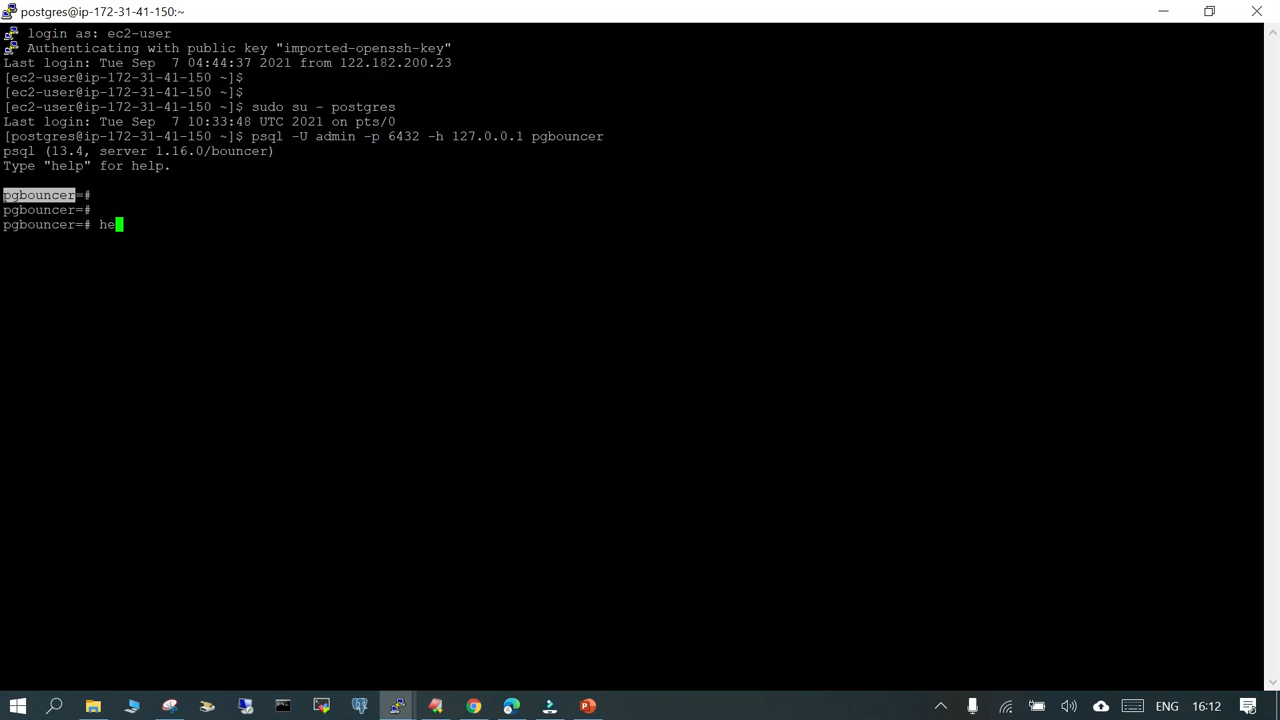 postgres@ip-172-31-41-150:~
login as: ec2-user
Authenticating with public key "imported-openssh-key"
Last login: Tue Sep  7 04:44:37 2021 from 122.182.200.23
[ec2-user@ip-172-31-41-150 ~]$
[ec2-user@ip-172-31-41-150 ~]$
[ec2-user@ip-172-31-41-150 ~]$ sudo su - postgres
Last login: Tue Sep  7 10:33:48 UTC 2021 on pts/0
[postgres@ip-172-31-41-150 ~]$ psql -U admin -p 6432 -h 127.0.0.1 pgbouncer
psql (13.4, server 1.16.0/bouncer)
Type "help" for help.
pgbouncer=#
pgbouncer=#
pgbouncer=# he
ENG 16:12